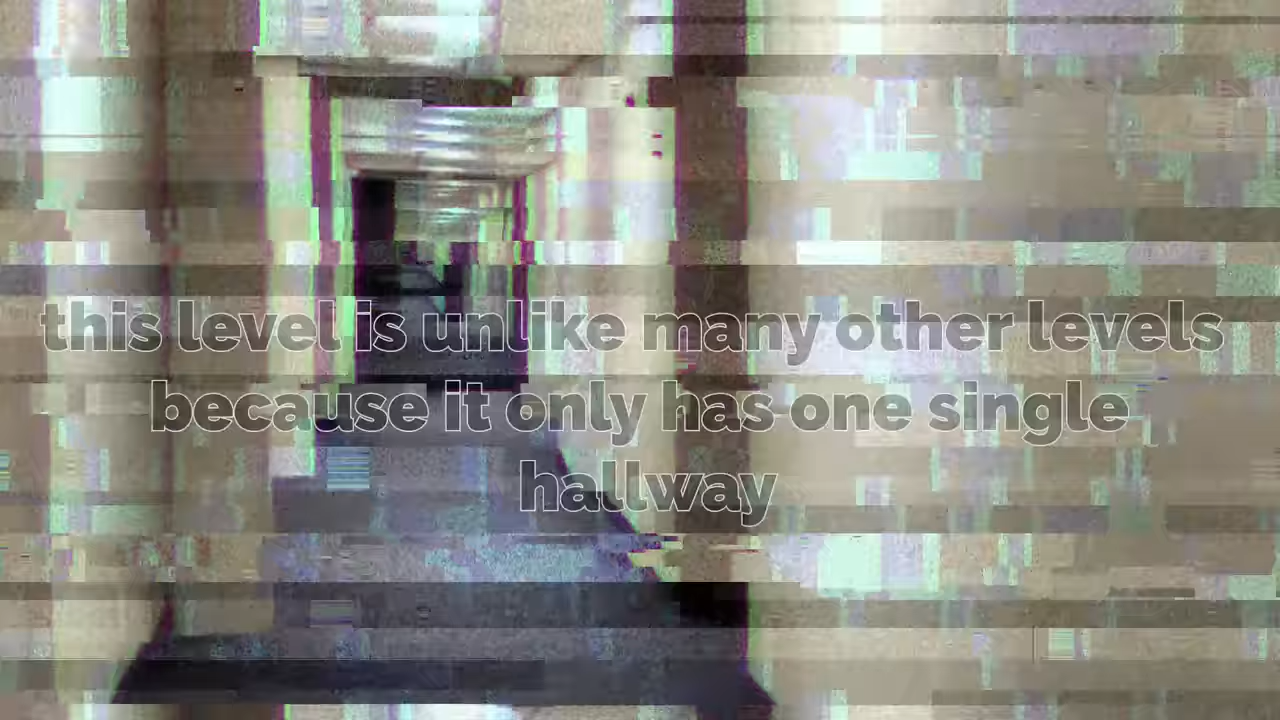 this level is unlike many other levels
because it only has one single
hallway